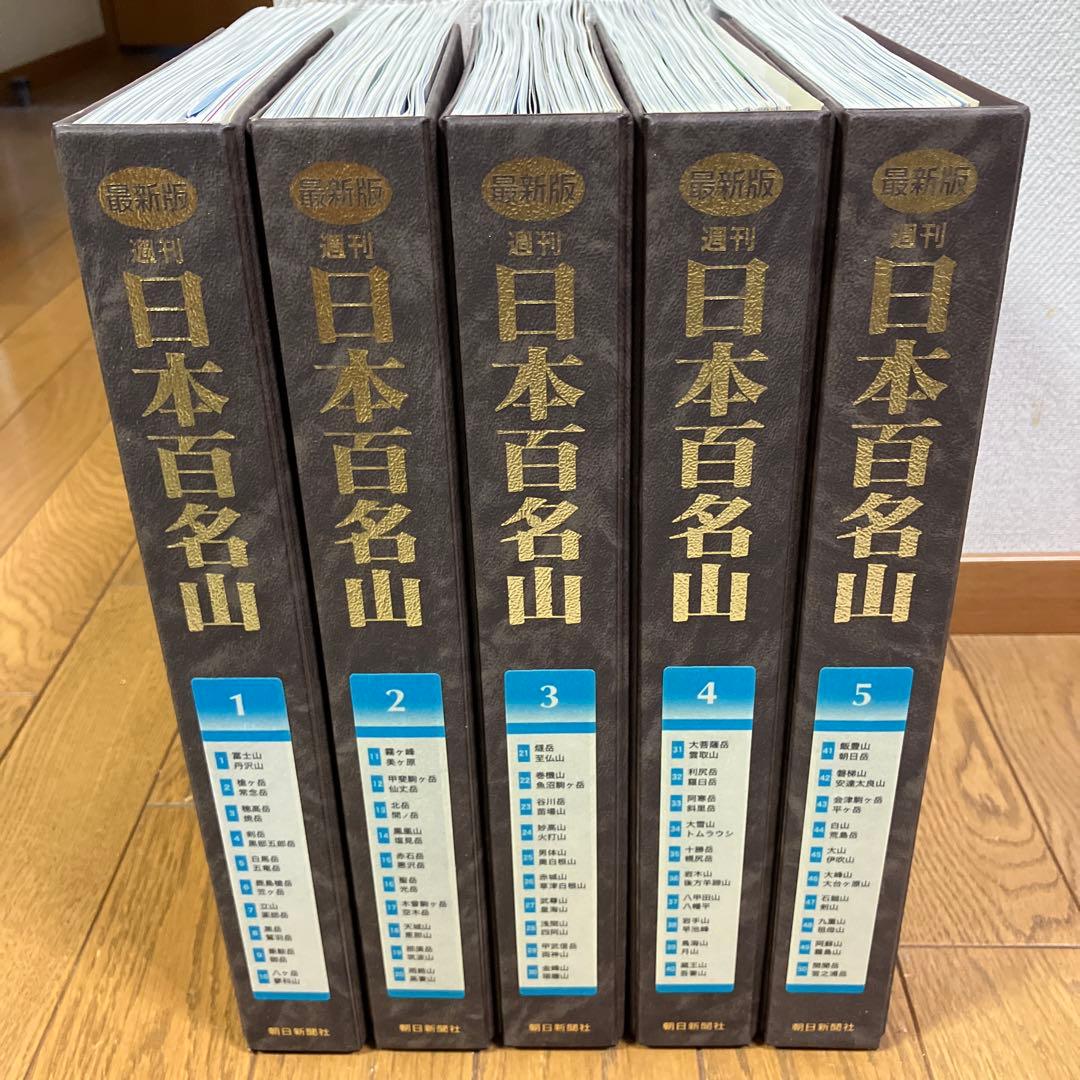 最新版
週刊
日本百名山
1
1 富士山
丹沢山
2 槍ヶ岳
常念岳
3 穂高岳
焼岳
4 剣岳
黒部五郎岳
5 白馬岳
五竜岳
6 鹿島槍岳
笠ヶ岳
7 立山
薬師岳
8 黒岳
鷲羽岳
9 乗鞍岳
御岳
10 八ヶ岳
蓼科山
朝日新聞社
最新版
週刊
日本百名山
2
11 霧ヶ峰
美ヶ原
12 甲斐駒ヶ岳
仙丈岳
13 北岳
間ノ岳
14 鳳凰山
塩見岳
15 赤石岳
悪沢岳
16 聖岳
光岳
17 木曽駒ヶ岳
空木岳
18 天城山
恵那山
19 那須岳
筑波山
20 雨飾山
高妻山
朝日新聞社
最新版
週刊
日本百名山
3
21 燧岳
至仏山
22 巻機山
魚沼駒ヶ岳
23 谷川岳
苗場山
24 妙高山
火打山
25 男体山
奥白根山
26 赤城山
草津白根山
27 武尊山
皇海山
28 浅間山
四阿山
29 甲武信岳
両神山
30 金峰山
瑞牆山
朝日新聞社
最新版
週刊
日本百名山
4
31 大菩薩岳
雲取山
32 利尻岳
羅臼岳
33 阿寒岳
斜里岳
34 大雪山
トムラウシ
35 十勝岳
幌尻岳
36 岩木山
後方羊蹄山
37 八甲田山
八幡平
38 岩手山
早池峰
39 鳥海山
月山
40 蔵王山
吾妻山
朝日新聞社
最新版
週刊
日本百名山
5
41 飯豊山
朝日岳
42 磐梯山
安達太良山
43 会津駒ヶ岳
平ヶ岳
44 白山
荒島岳
45 大山
伊吹山
46 大峰山
大台ヶ原山
47 石鎚山
剣山
48 九重山
祖母山
49 阿蘇山
霧島山
50 開聞岳
宮之浦岳
朝日新聞社